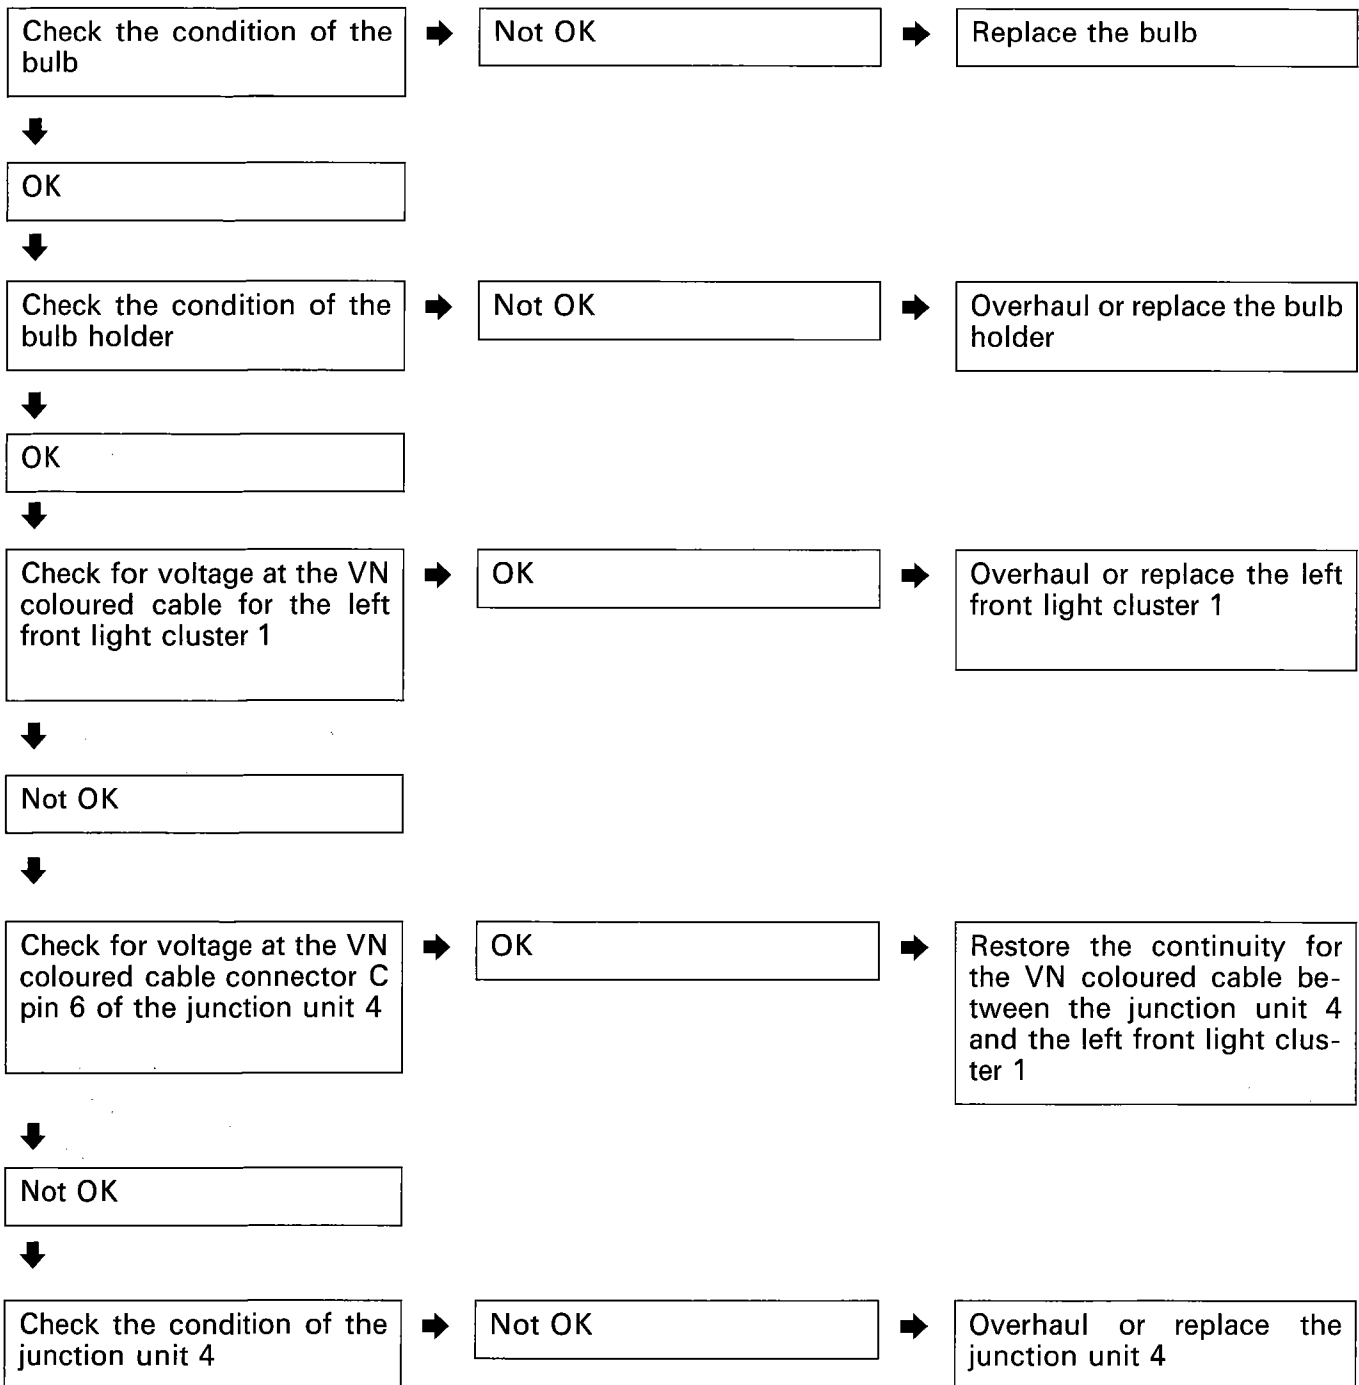 Check the condition of the
bulb
Not OK
Replace the bulb
OK
Check the condition of the
bulb holder
Not OK
Overhaul or replace the bulb
holder
OK
Check for voltage at the VN
coloured cable for the left
front light cluster 1
OK
Overhaul or replace the left
front light cluster 1
Not OK
Check for voltage at the VN
coloured cable connector C
pin 6 of the junction unit 4
OK
Restore the continuity for
the VN coloured cable be-
tween the junction unit 4
and the left front light clus-
ter 1
Not OK
Check the condition of the
junction unit 4
Not OK
Overhaul or replace the
junction unit 4